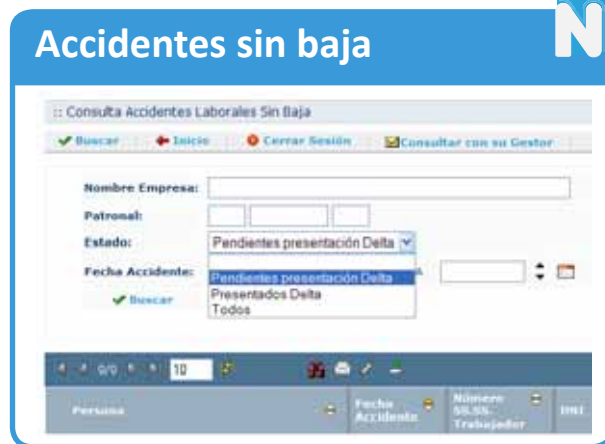 Accidentes sin baja
N
:: Consulta Accidentes Laborales Sin Baja
Buscar Inicio Cerrar Sesión Consultar con su Gestor
Nombre Empresa:
Patronal:
Estado: Pendientes presentación Delta
Fecha Accidente:
Pendientes presentación Delta
Presentados Delta
Todos
Buscar
0/0 10
Persona Fecha Accidente Número SS.SS. Trabajador DNI